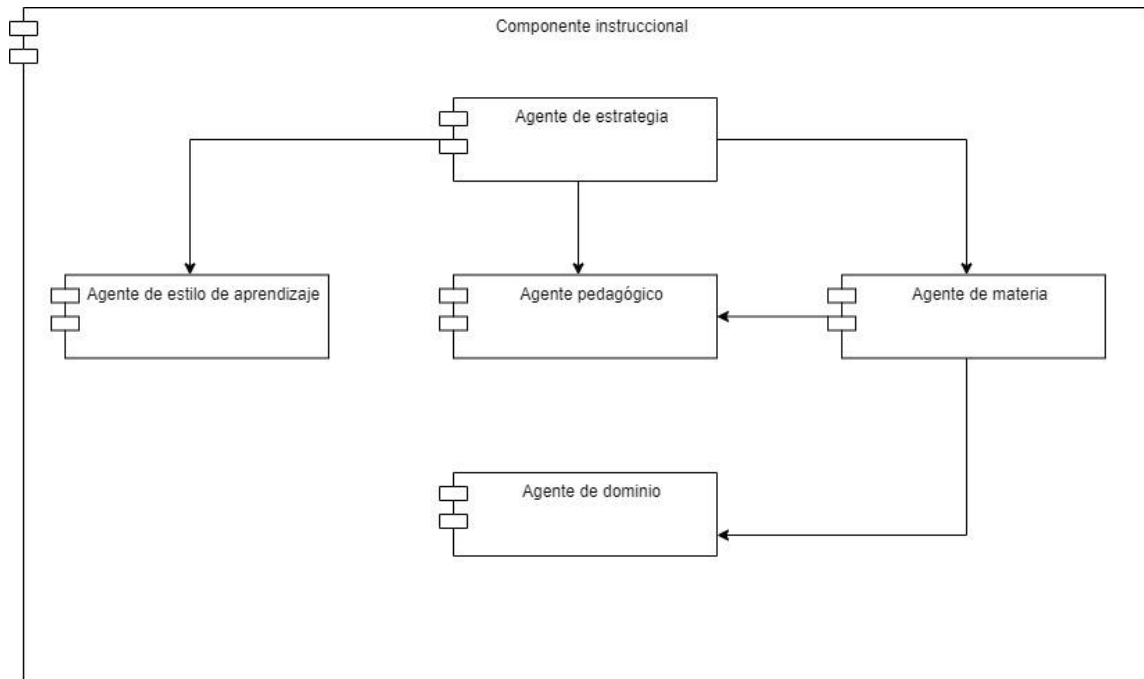 Componente instruccional
Agente de estrategia
Agente de estilo de aprendizaje
Agente pedagógico
Agente de materia
Agente de dominio